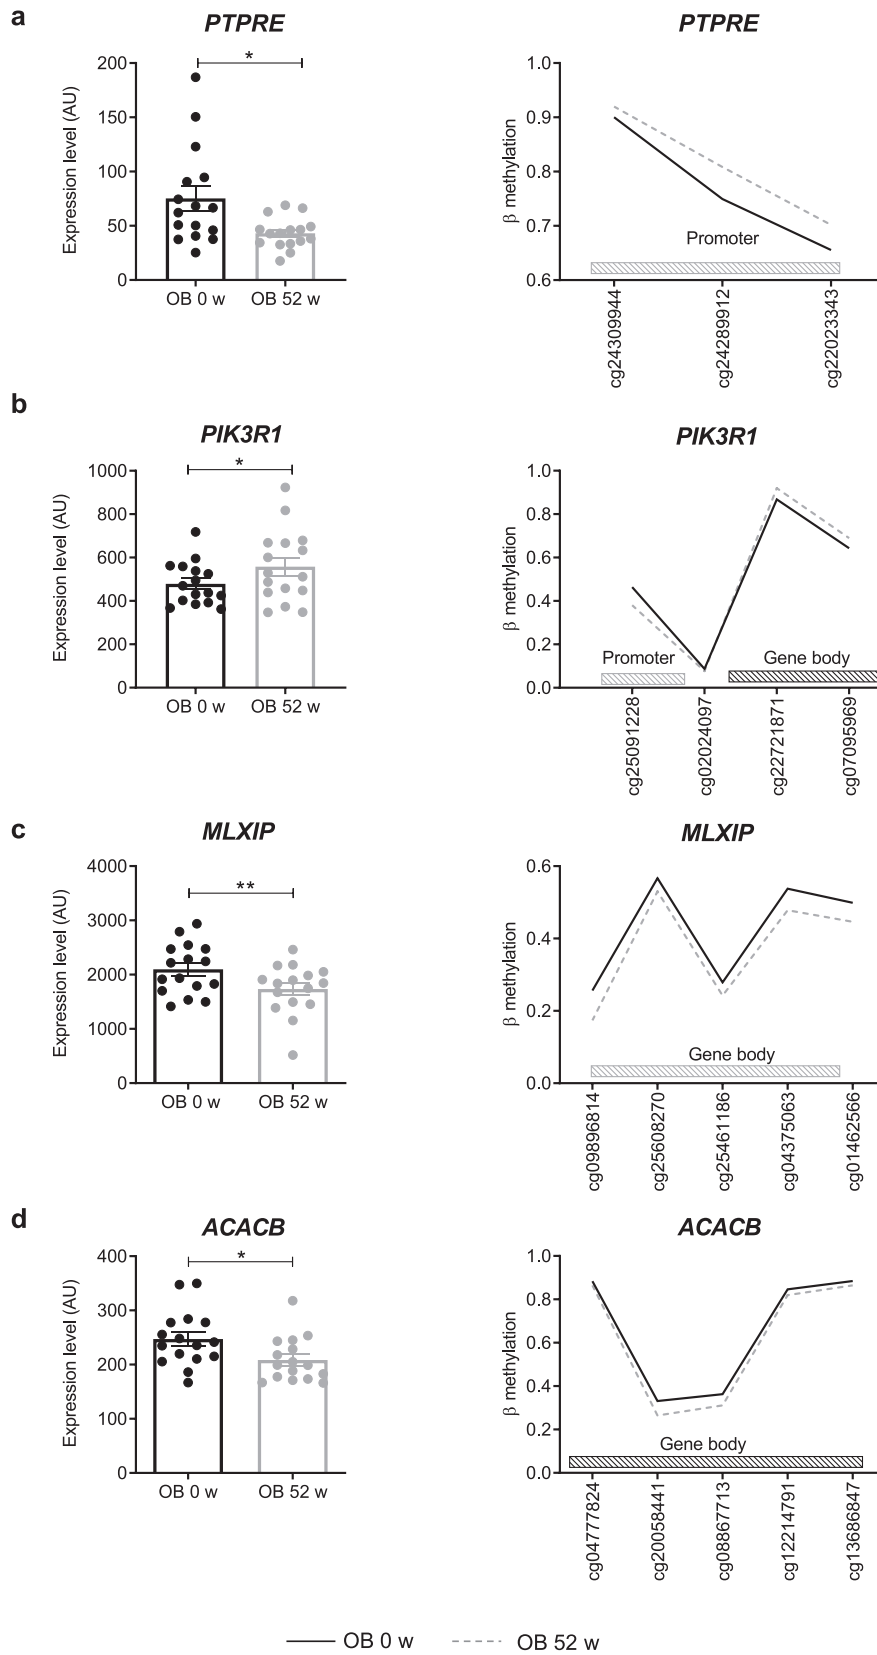 a
PTPRE
PTPRE
Expression level (AU)
200
150
100
50
0
*
OB 0 w
OB 52 w
β methylation
1.0
0.9
0.8
0.7
0.6
Promoter
cg24309944
cg24289912
cg22023343
b
PIK3R1
PIK3R1
Expression level (AU)
1000
800
600
400
200
0
*
OB 0 w
OB 52 w
β methylation
1.0
0.8
0.6
0.4
0.2
0.0
Promoter
Gene body
cg25091228
cg02024097
cg22721871
cg07095969
c
MLXIP
MLXIP
Expression level (AU)
4000
3000
2000
1000
0
**
OB 0 w
OB 52 w
β methylation
0.6
0.4
0.2
0.0
Gene body
cg09896814
cg25608270
cg25461186
cg04375063
cg01462566
d
ACACB
ACACB
Expression level (AU)
400
300
200
100
0
*
OB 0 w
OB 52 w
β methylation
1.0
0.8
0.6
0.4
0.2
0.0
Gene body
cg04777824
cg20058441
cg08867713
cg12214791
cg13686847
OB 0 w
OB 52 w